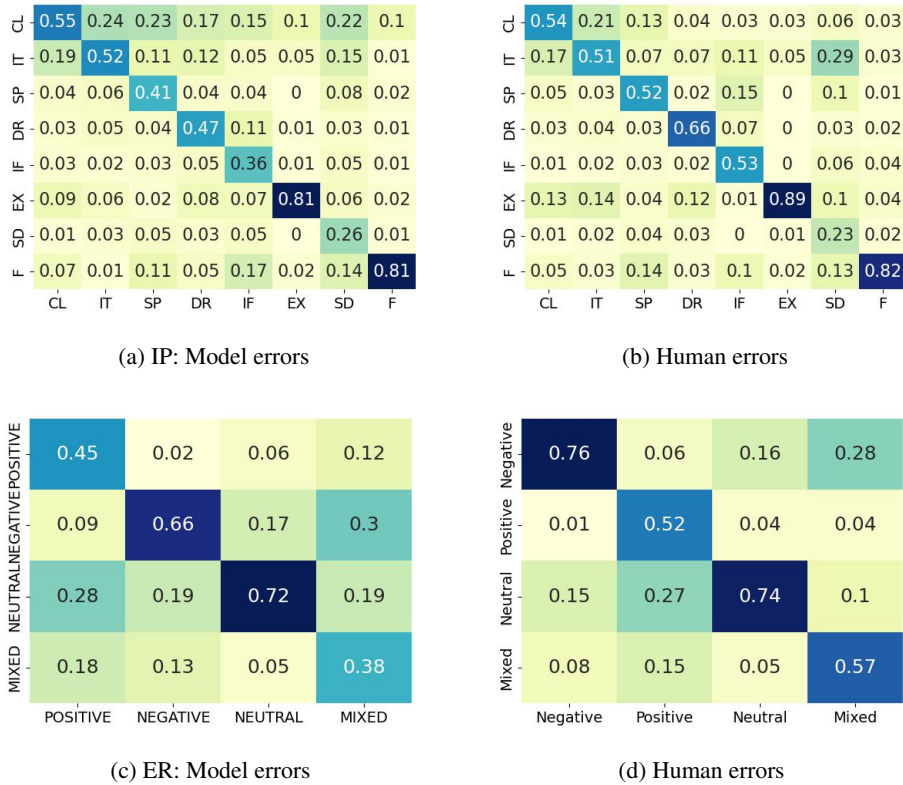 CL 0.55 0.24 0.23 0.17 0.15 0.1 0.22 0.1
IT 0.19 0.52 0.11 0.12 0.05 0.05 0.15 0.01
SP 0.04 0.06 0.41 0.04 0.04 0 0.08 0.02
DR 0.03 0.05 0.04 0.47 0.11 0.01 0.03 0.01
IF 0.03 0.02 0.03 0.05 0.36 0.01 0.05 0.01
EX 0.09 0.06 0.02 0.08 0.07 0.81 0.06 0.02
SD 0.01 0.03 0.05 0.03 0.05 0 0.26 0.01
F 0.07 0.01 0.11 0.05 0.17 0.02 0.14 0.81
CL IT SP DR IF EX SD F
(a) IP: Model errors
CL 0.54 0.21 0.13 0.04 0.03 0.03 0.06 0.03
IT 0.17 0.51 0.07 0.07 0.11 0.05 0.29 0.03
SP 0.05 0.03 0.52 0.02 0.15 0 0.1 0.01
DR 0.03 0.04 0.03 0.66 0.07 0 0.03 0.02
IF 0.01 0.02 0.03 0.02 0.53 0 0.06 0.04
EX 0.13 0.14 0.04 0.12 0.01 0.89 0.1 0.04
SD 0.01 0.02 0.04 0.03 0 0.01 0.23 0.02
F 0.05 0.03 0.14 0.03 0.1 0.02 0.13 0.82
CL IT SP DR IF EX SD F
(b) Human errors
POSITIVE 0.45 0.02 0.06 0.12
NEGATIVE 0.09 0.66 0.17 0.3
NEUTRAL 0.28 0.19 0.72 0.19
MIXED 0.18 0.13 0.05 0.38
POSITIVE NEGATIVE NEUTRAL MIXED
(c) ER: Model errors
Negative 0.76 0.06 0.16 0.28
Positive 0.01 0.52 0.04 0.04
Neutral 0.15 0.27 0.74 0.1
Mixed 0.08 0.15 0.05 0.57
Negative Positive Neutral Mixed
(d) Human errors